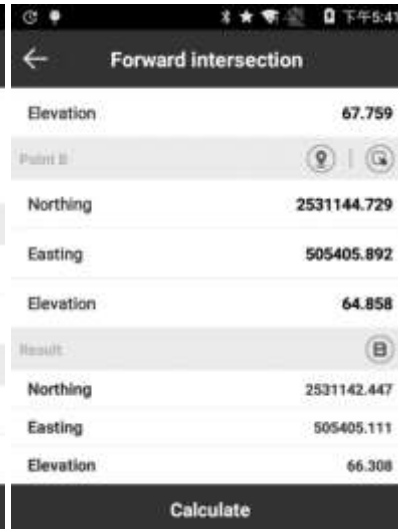 下午5:41
Forward intersection
Elevation 67.759
Point B
Northing 2531144.729
Easting 505405.892
Elevation 64.858
Result
Northing 2531142.447
Easting 505405.111
Elevation 66.308
Calculate